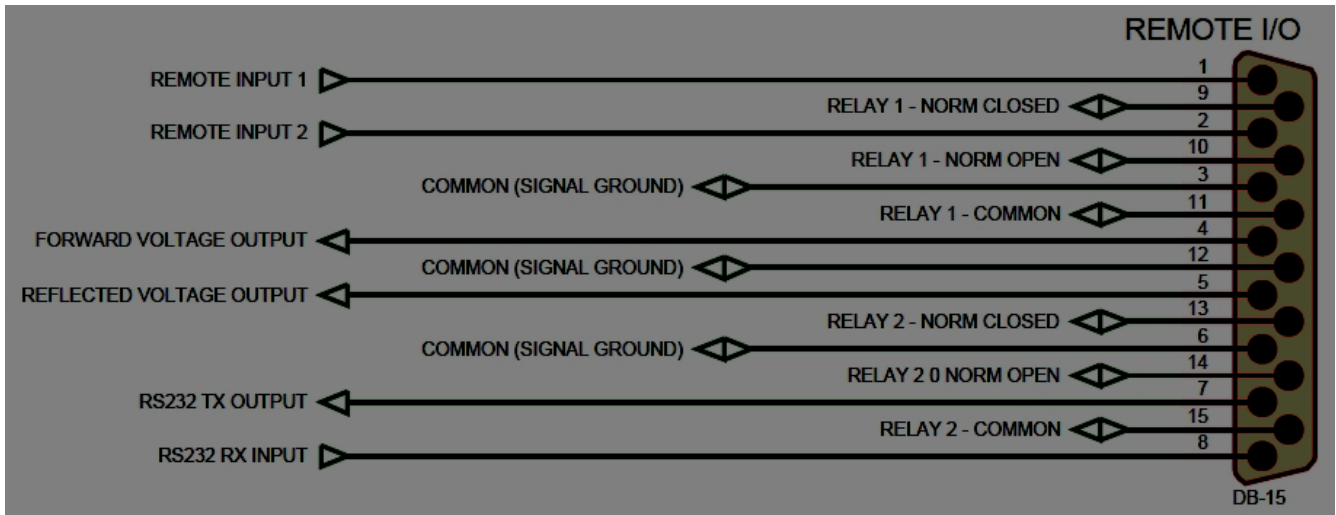 REMOTE I/O
REMOTE INPUT 1 1
RELAY 1 - NORM CLOSED 9
REMOTE INPUT 2 2
RELAY 1 - NORM OPEN 10
COMMON (SIGNAL GROUND) 3
RELAY 1 - COMMON 11
FORWARD VOLTAGE OUTPUT 4
COMMON (SIGNAL GROUND) 12
REFLECTED VOLTAGE OUTPUT 5
RELAY 2 - NORM CLOSED 13
COMMON (SIGNAL GROUND) 6
RELAY 2 0 NORM OPEN 14
RS232 TX OUTPUT 7
RELAY 2 - COMMON 15
RS232 RX INPUT 8
DB-15